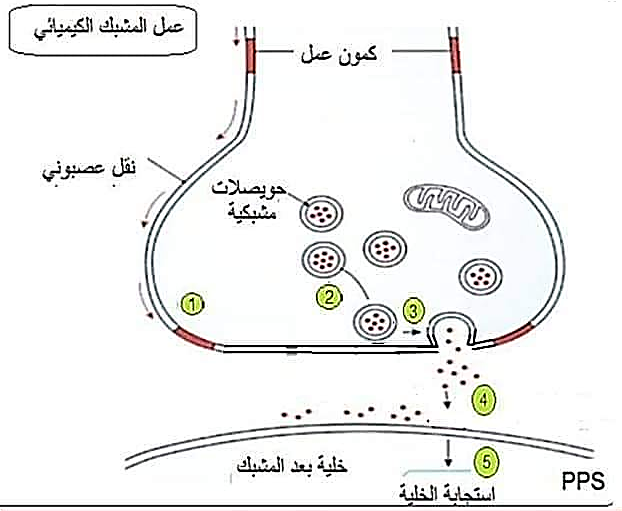 عمل المشبك الكيميائي
كمون عمل
نقل عصبوني
حويصلات
مشبكية
1
2
3
4
5
خلية بعد المشبك
استجابة الخلية
PPS